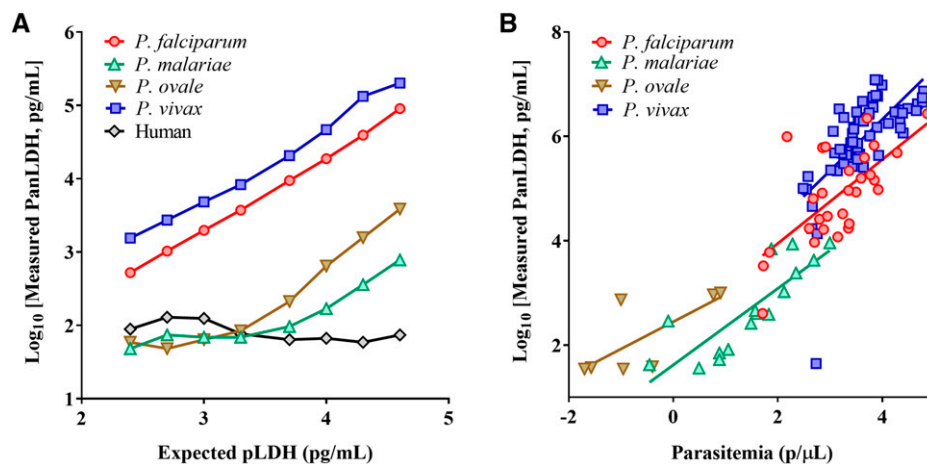 A
P. falciparum
P. malariae
P. ovale
P. vivax
Human
Log10 [Measured PanLDH, pg/mL]
6
5
4
3
2
1
2 3 4 5
Expected pLDH (pg/mL)
B
P. falciparum
P. malariae
P. ovale
P. vivax
Log10 [Measured PanLDH, pg/mL]
8
6
4
2
-2 0 2 4
Parasitemia (p/μL)